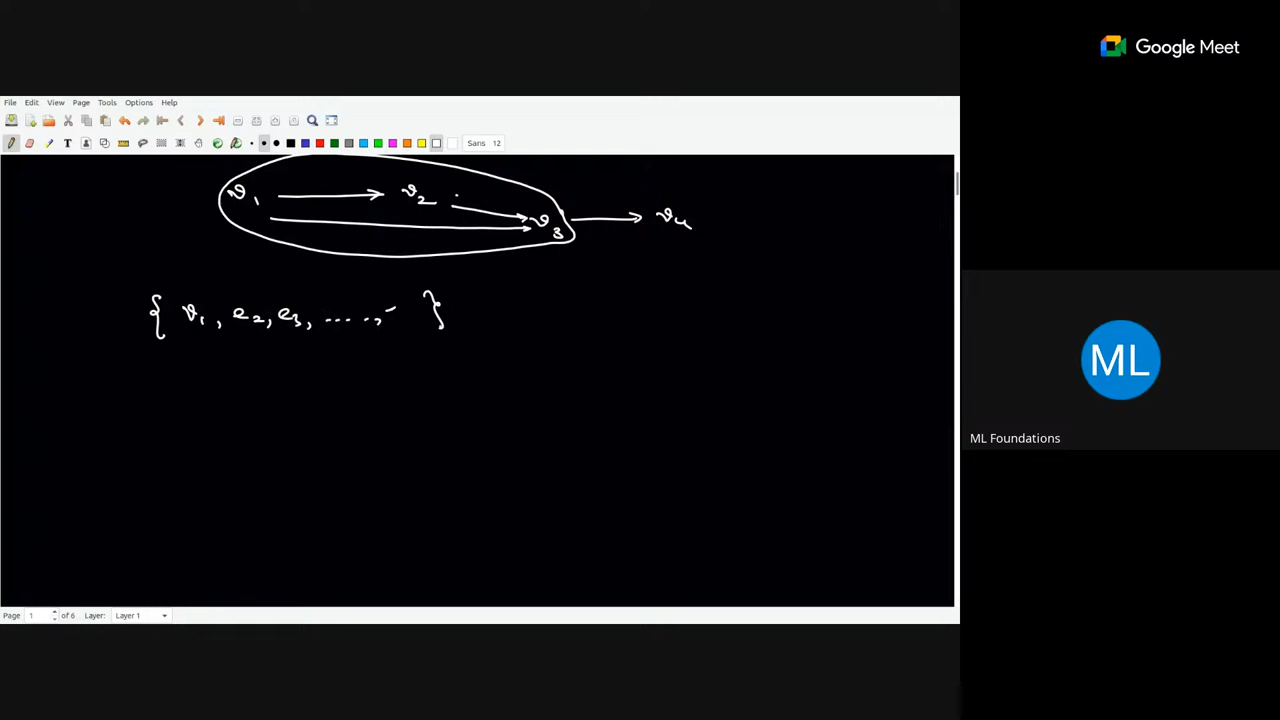 Google Meet
File Edit View Page Tools Options Help
T Sans 12
v₁ → v₂ → v₃ → v₄
{ v₁, e₂, e₃, ....., - }
ML
ML Foundations
Page 1 of 6 Layer: Layer 1